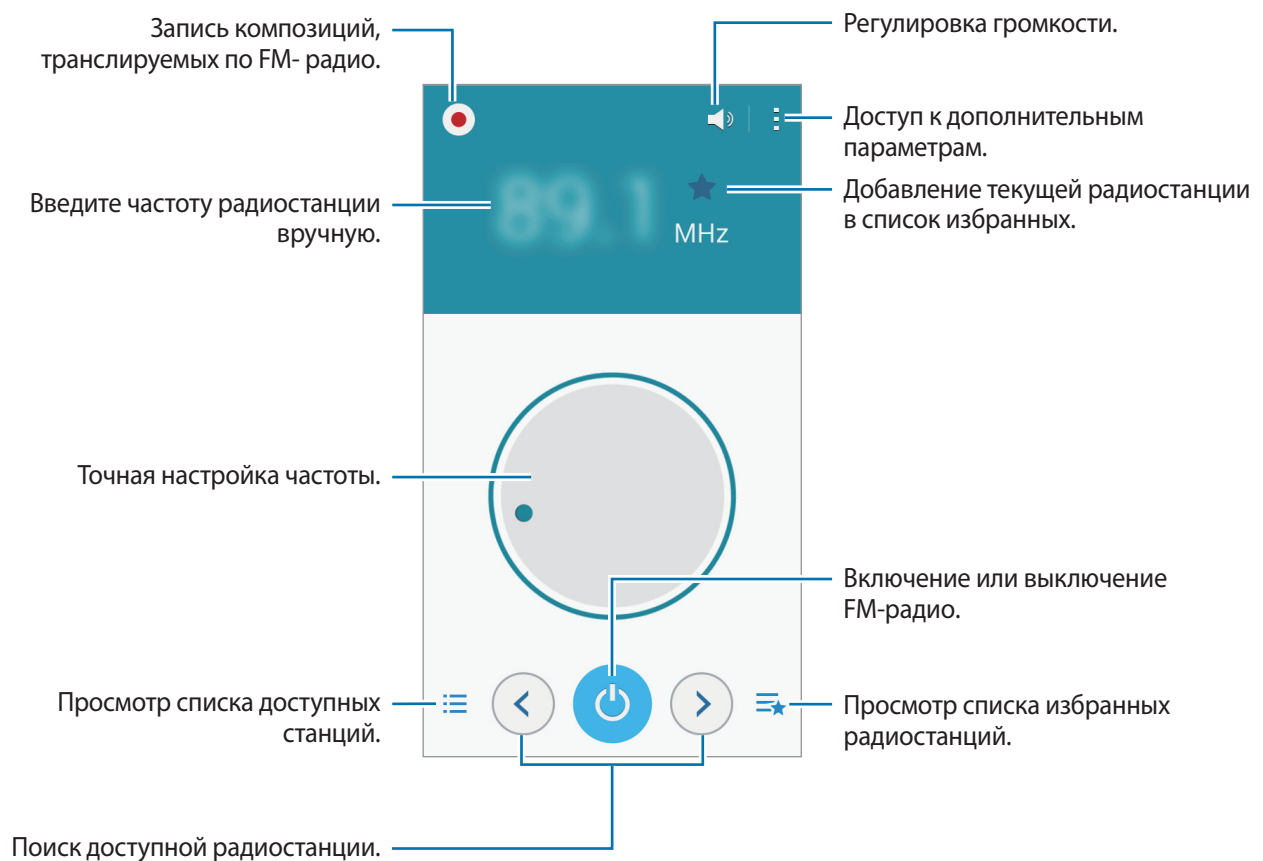 Запись композиций,
транслируемых по FM- радио.
Регулировка громкости.
Доступ к дополнительным
параметрам.
Введите частоту радиостанции
вручную.
89.1
MHz
Добавление текущей радиостанции
в список избранных.
Точная настройка частоты.
Включение или выключение
FM-радио.
Просмотр списка доступных
станций.
Просмотр списка избранных
радиостанций.
Поиск доступной радиостанции.